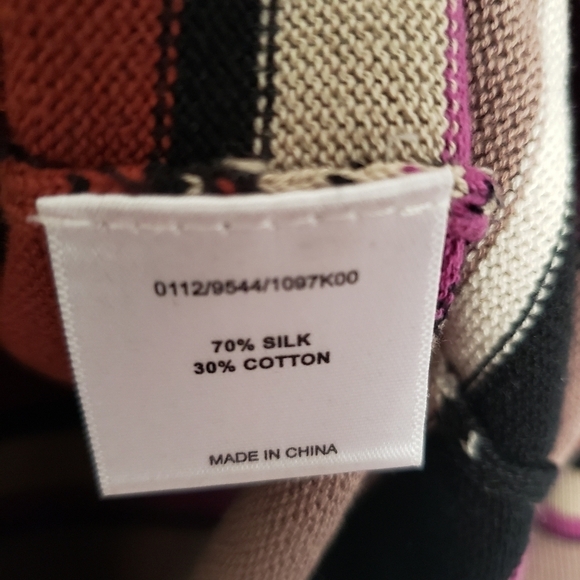 0112/9544/1097K00
70% SILK
30% COTTON
MADE IN CHINA